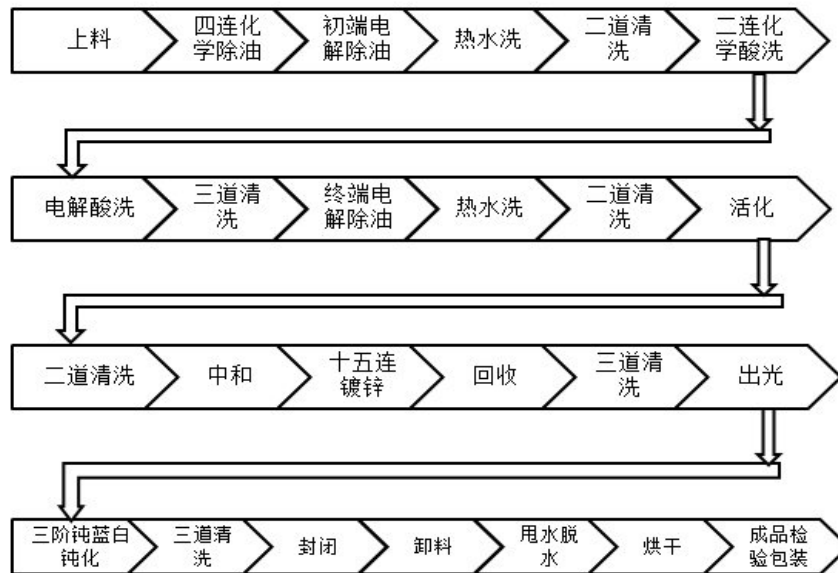 上料
四连化
学除油
初端电
解除油
热水洗
二道清
洗
二连化
学酸洗
电解酸洗
三道清
洗
终端电
解除油
热水洗
二道清
洗
活化
二道清洗
中和
十五连
镀锌
回收
三道清
洗
出光
三阶钝蓝白
钝化
三道清
洗
封闭
卸料
甩水脱
水
烘干
成品检
验包装